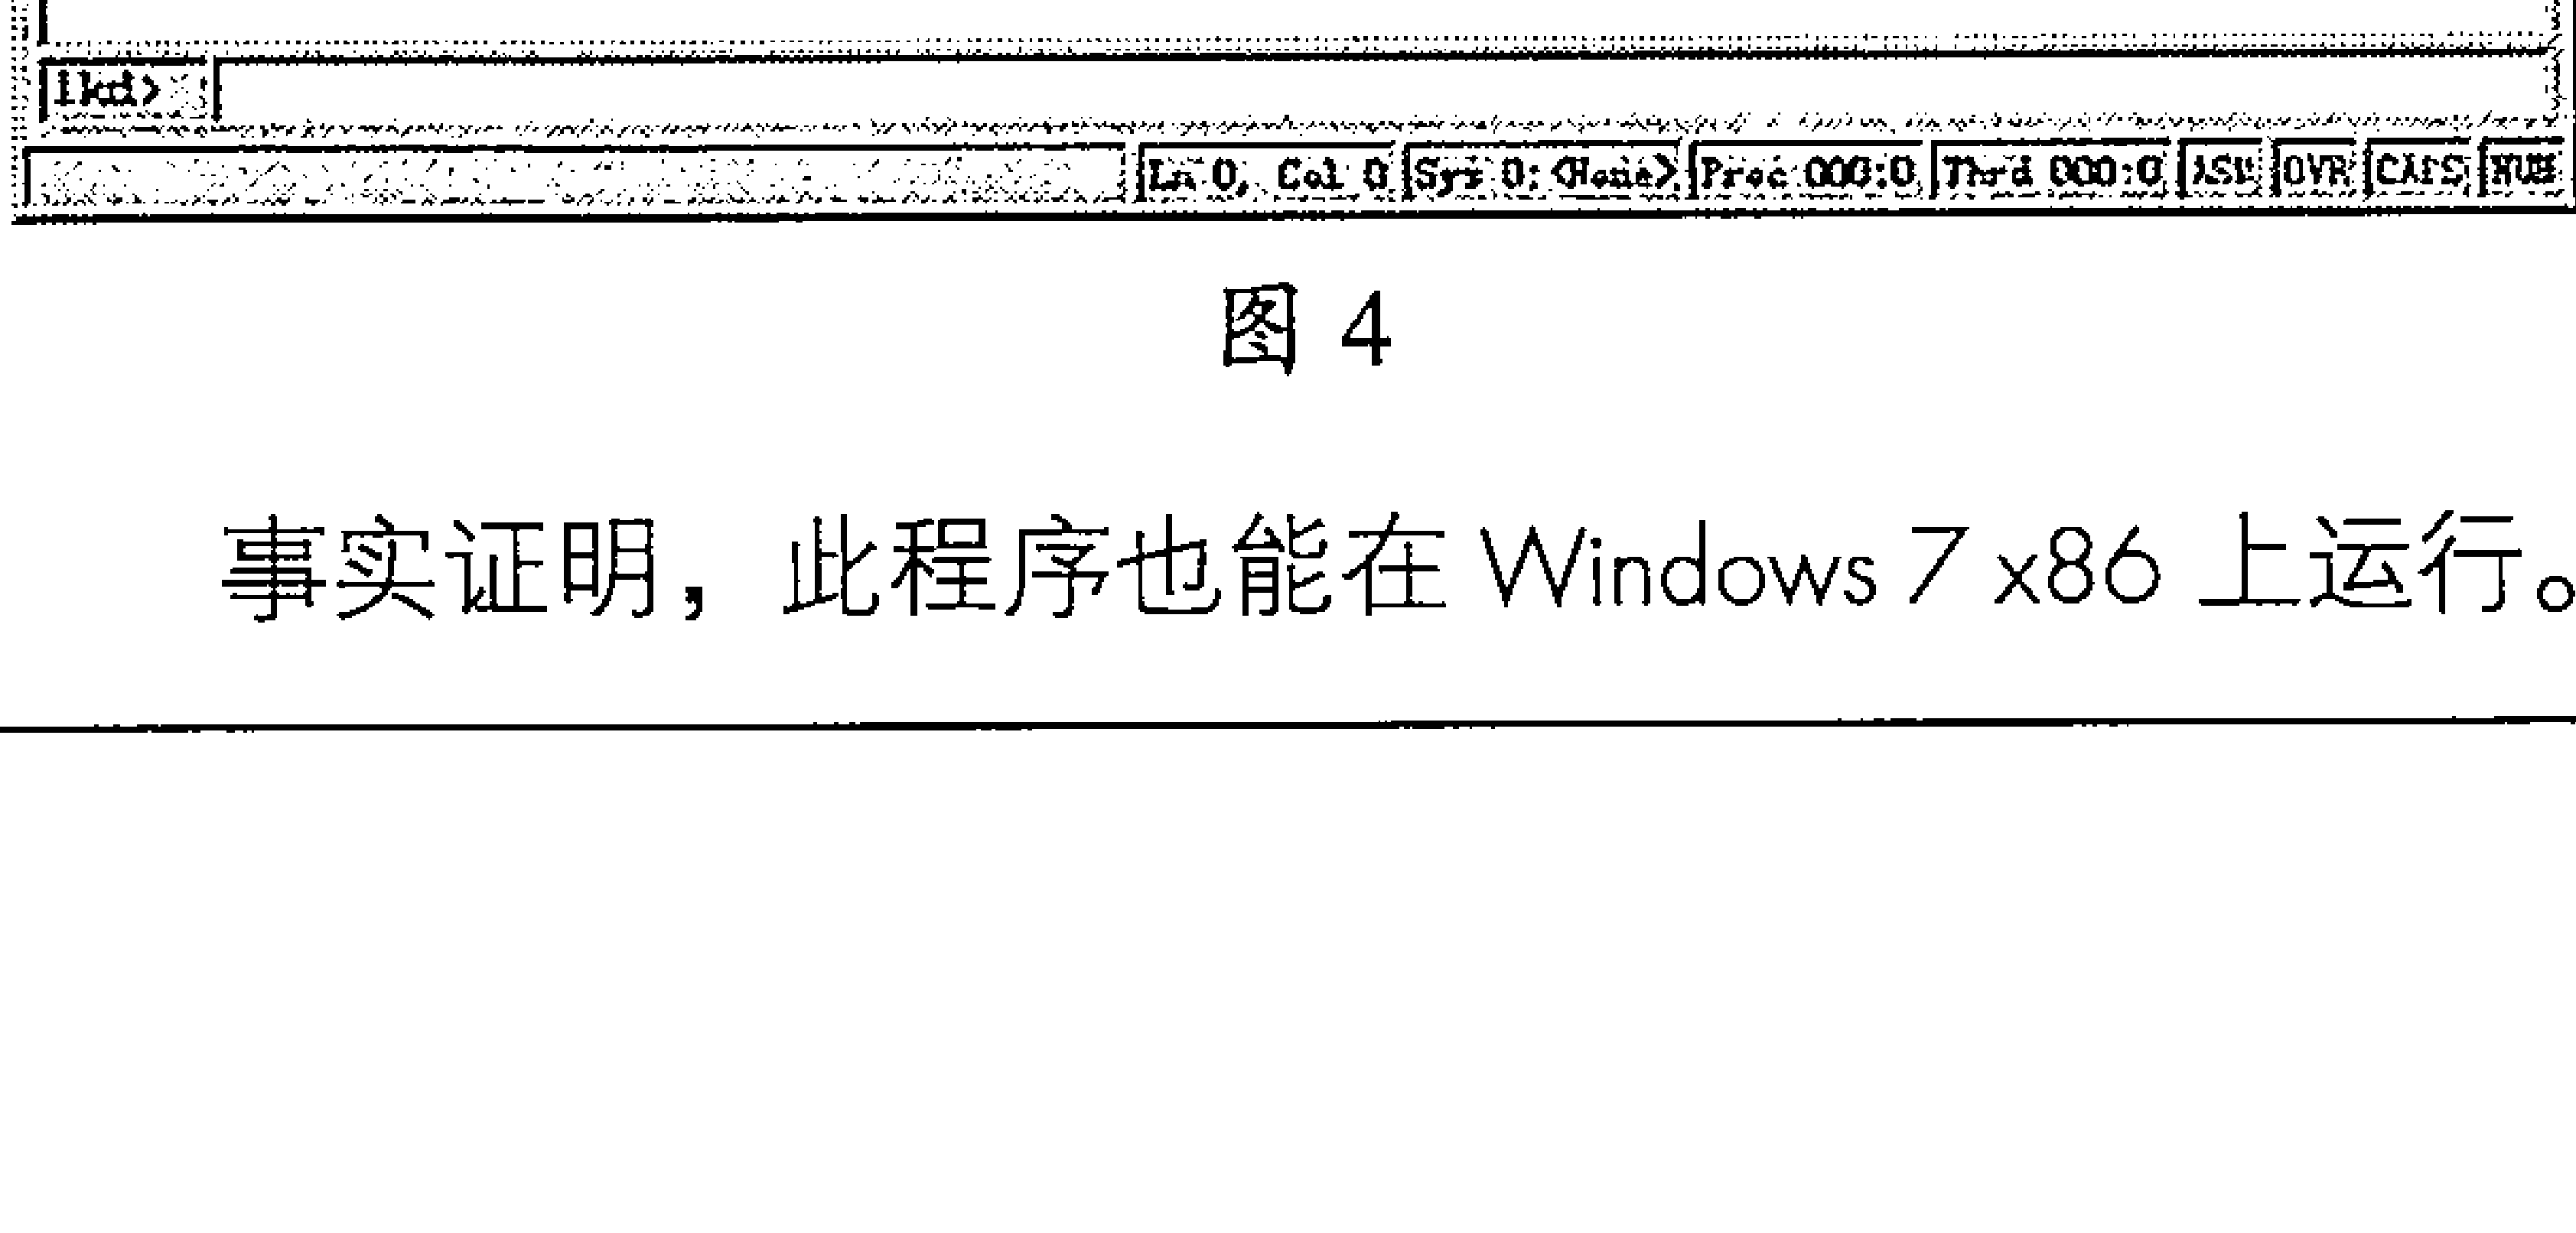 lkd>
Ln 0, Col 0 Sys 0:<None> Proc 000:0 Thrd 000:0 ASM OVR CAPS NUM
图 4
事实证明，此程序也能在 Windows 7 x86 上运行。